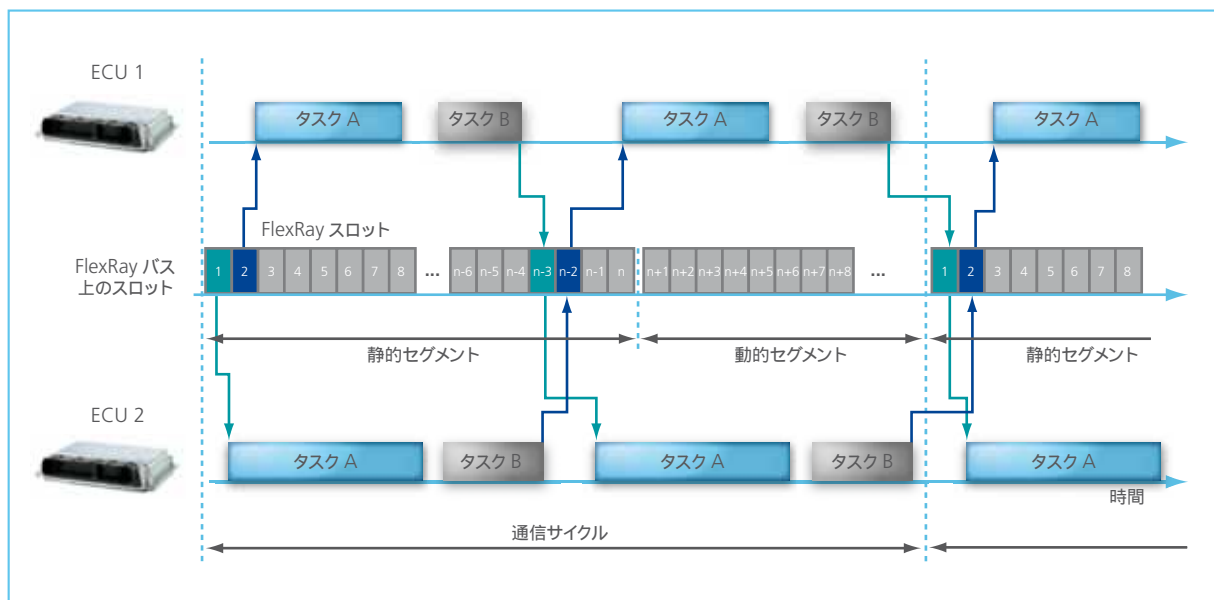 ECU 1
タスク A
タスク B
タスク A
タスク B
タスク A
FlexRay スロット
FlexRay バス
上のスロット
1 2 3 4 5 6 7 8 ... n-6 n-5 n-4 n-3 n-2 n-1 n n+1 n+2 n+3 n+4 n+5 n+6 n+7 n+8 ... 1 2 3 4 5 6 7 8
静的セグメント
動的セグメント
静的セグメント
ECU 2
タスク A
タスク B
タスク A
タスク B
タスク A
時間
通信サイクル